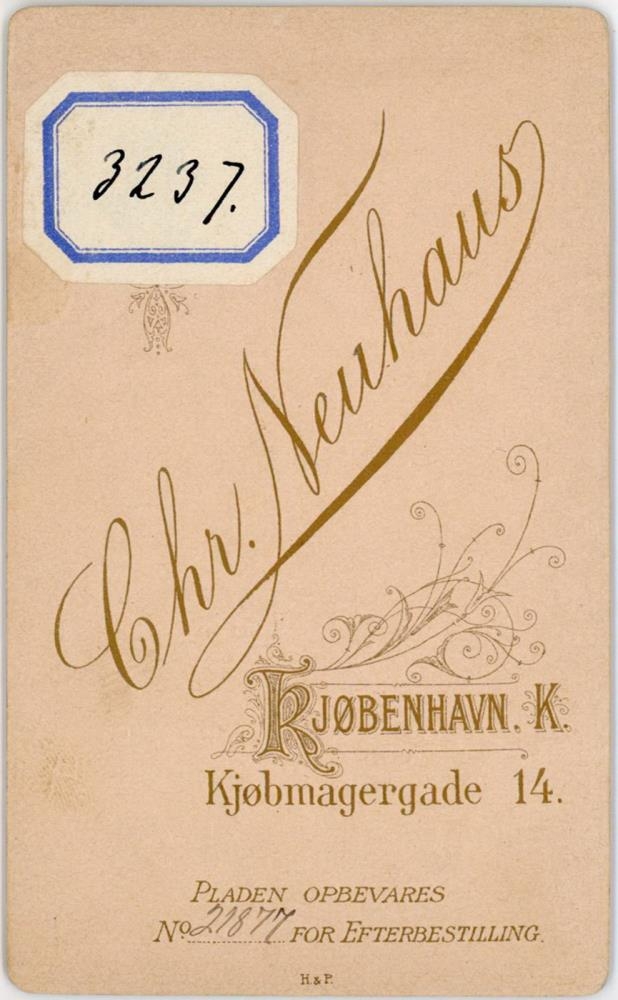 3237.
Chr. Neuhaus
KJØBENHAVN. K.
Kjøbmagergade 14.
PLADEN OPBEVARES
Nº 21877 FOR EFTERBESTILLING.
H. & P.